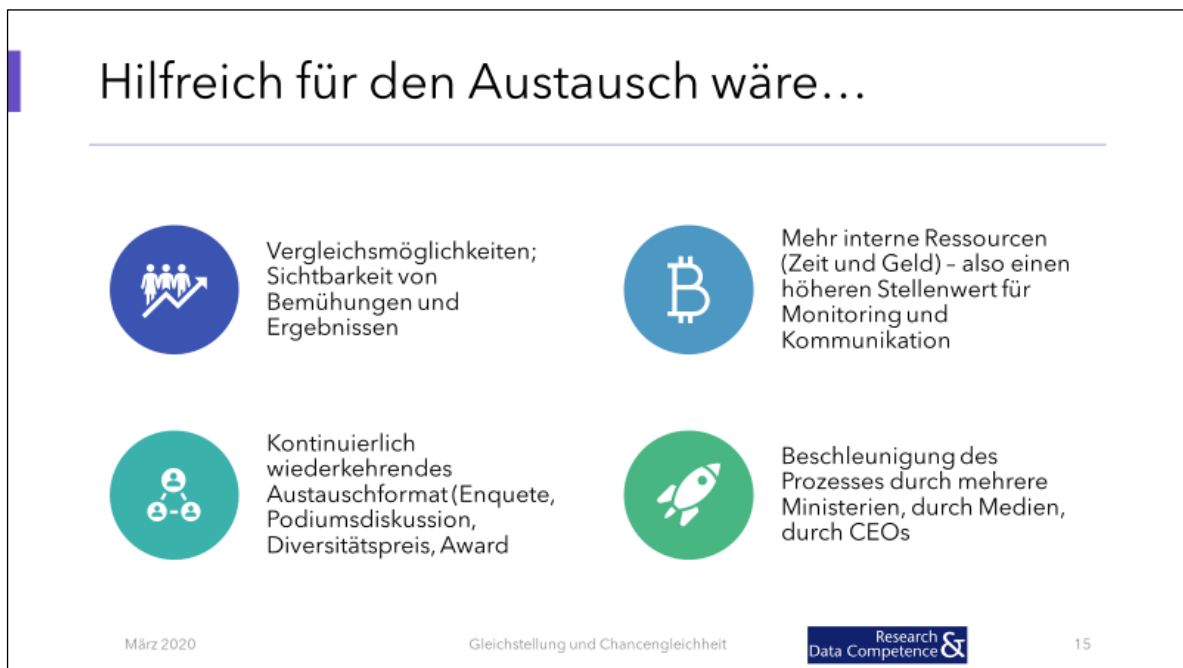 Hilfreich für den Austausch wäre...
Vergleichsmöglichkeiten;
Sichtbarkeit von
Bemühungen und
Ergebnissen
Mehr interne Ressourcen
(Zeit und Geld) – also einen
höheren Stellenwert für
Monitoring und
Kommunikation
Kontinuierlich
wiederkehrendes
Austauschformat (Enquete,
Podiumsdiskussion,
Diversitätspreis, Award
Beschleunigung des
Prozesses durch mehrere
Ministerien, durch Medien,
durch CEOs
März 2020
Gleichstellung und Chancengleichheit
Research &
Data Competence
15